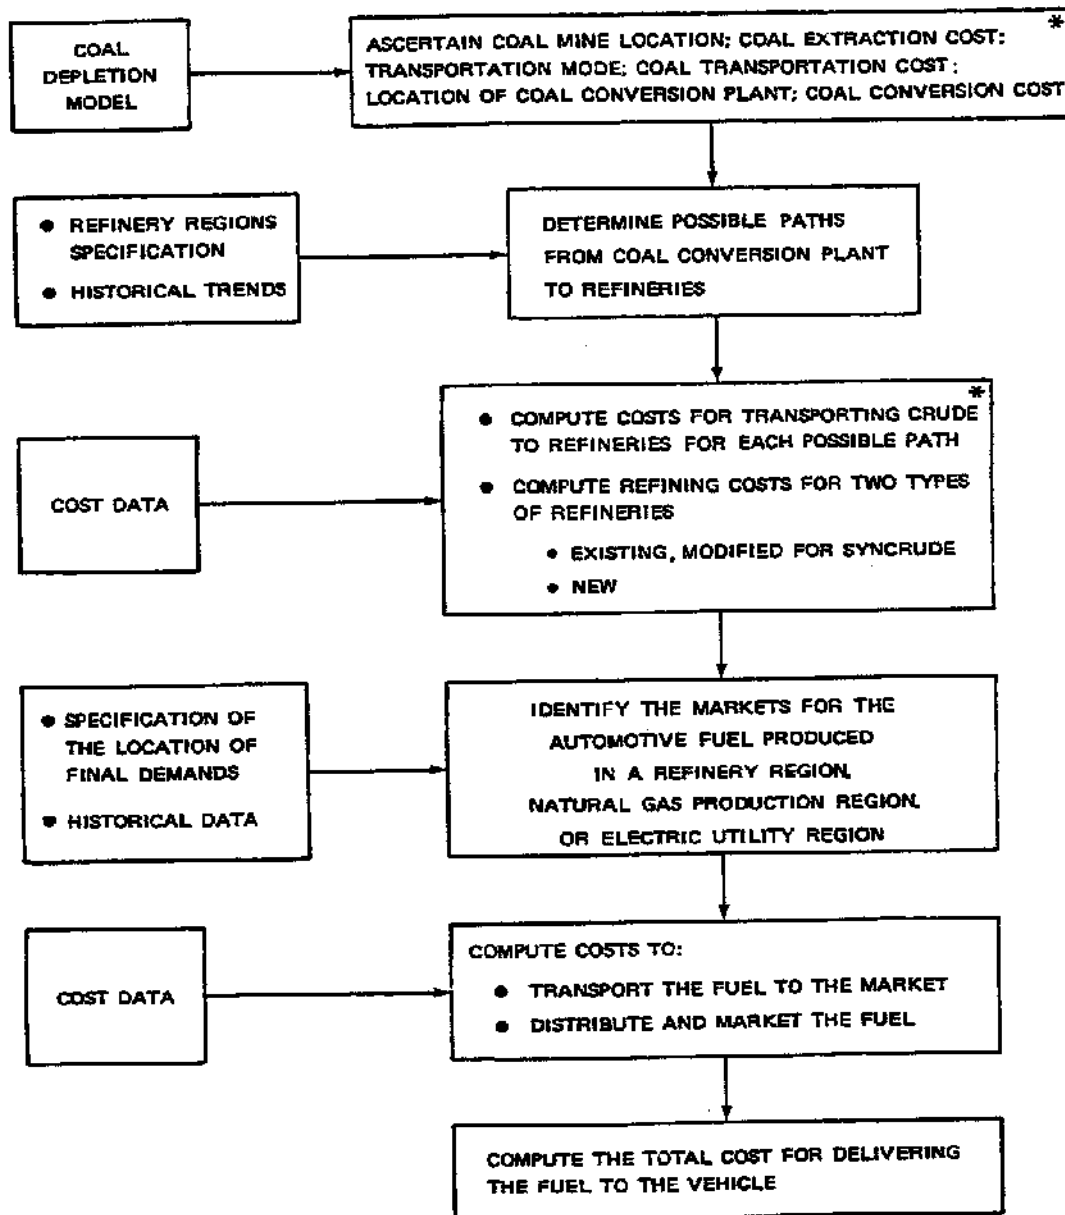 COAL
DEPLETION
MODEL
*
ASCERTAIN COAL MINE LOCATION; COAL EXTRACTION COST;
TRANSPORTATION MODE; COAL TRANSPORTATION COST;
LOCATION OF COAL CONVERSION PLANT; COAL CONVERSION COST
• REFINERY REGIONS
SPECIFICATION
• HISTORICAL TRENDS
DETERMINE POSSIBLE PATHS
FROM COAL CONVERSION PLANT
TO REFINERIES
COST DATA
*
• COMPUTE COSTS FOR TRANSPORTING CRUDE
TO REFINERIES FOR EACH POSSIBLE PATH
• COMPUTE REFINING COSTS FOR TWO TYPES
OF REFINERIES
• EXISTING, MODIFIED FOR SYNCRUDE
• NEW
• SPECIFICATION OF
THE LOCATION OF
FINAL DEMANDS
• HISTORICAL DATA
IDENTIFY THE MARKETS FOR THE
AUTOMOTIVE FUEL PRODUCED
IN A REFINERY REGION,
NATURAL GAS PRODUCTION REGION,
OR ELECTRIC UTILITY REGION
COST DATA
COMPUTE COSTS TO:
• TRANSPORT THE FUEL TO THE MARKET
• DISTRIBUTE AND MARKET THE FUEL
COMPUTE THE TOTAL COST FOR DELIVERING
THE FUEL TO THE VEHICLE